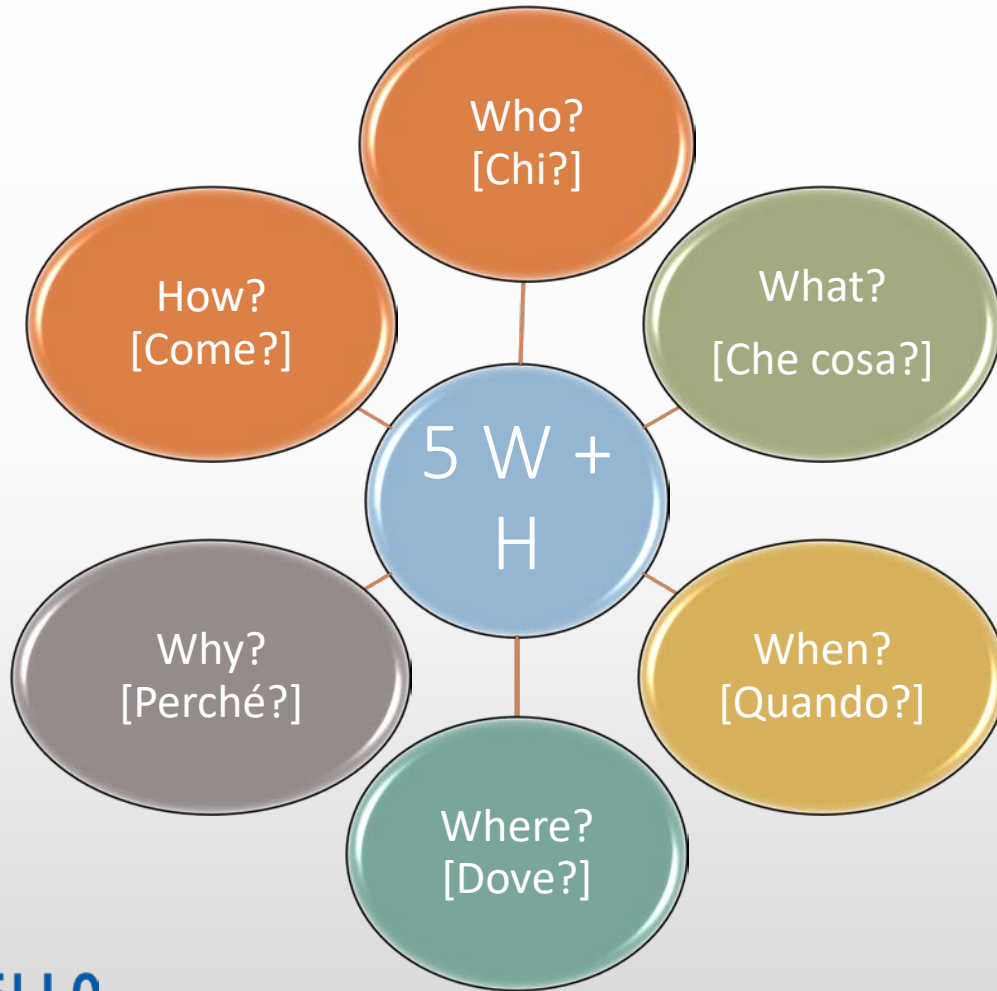 Who?
[Chi?]
What?
[Che cosa?]
When?
[Quando?]
Where?
[Dove?]
Why?
[Perché?]
How?
[Come?]
5 W +
H